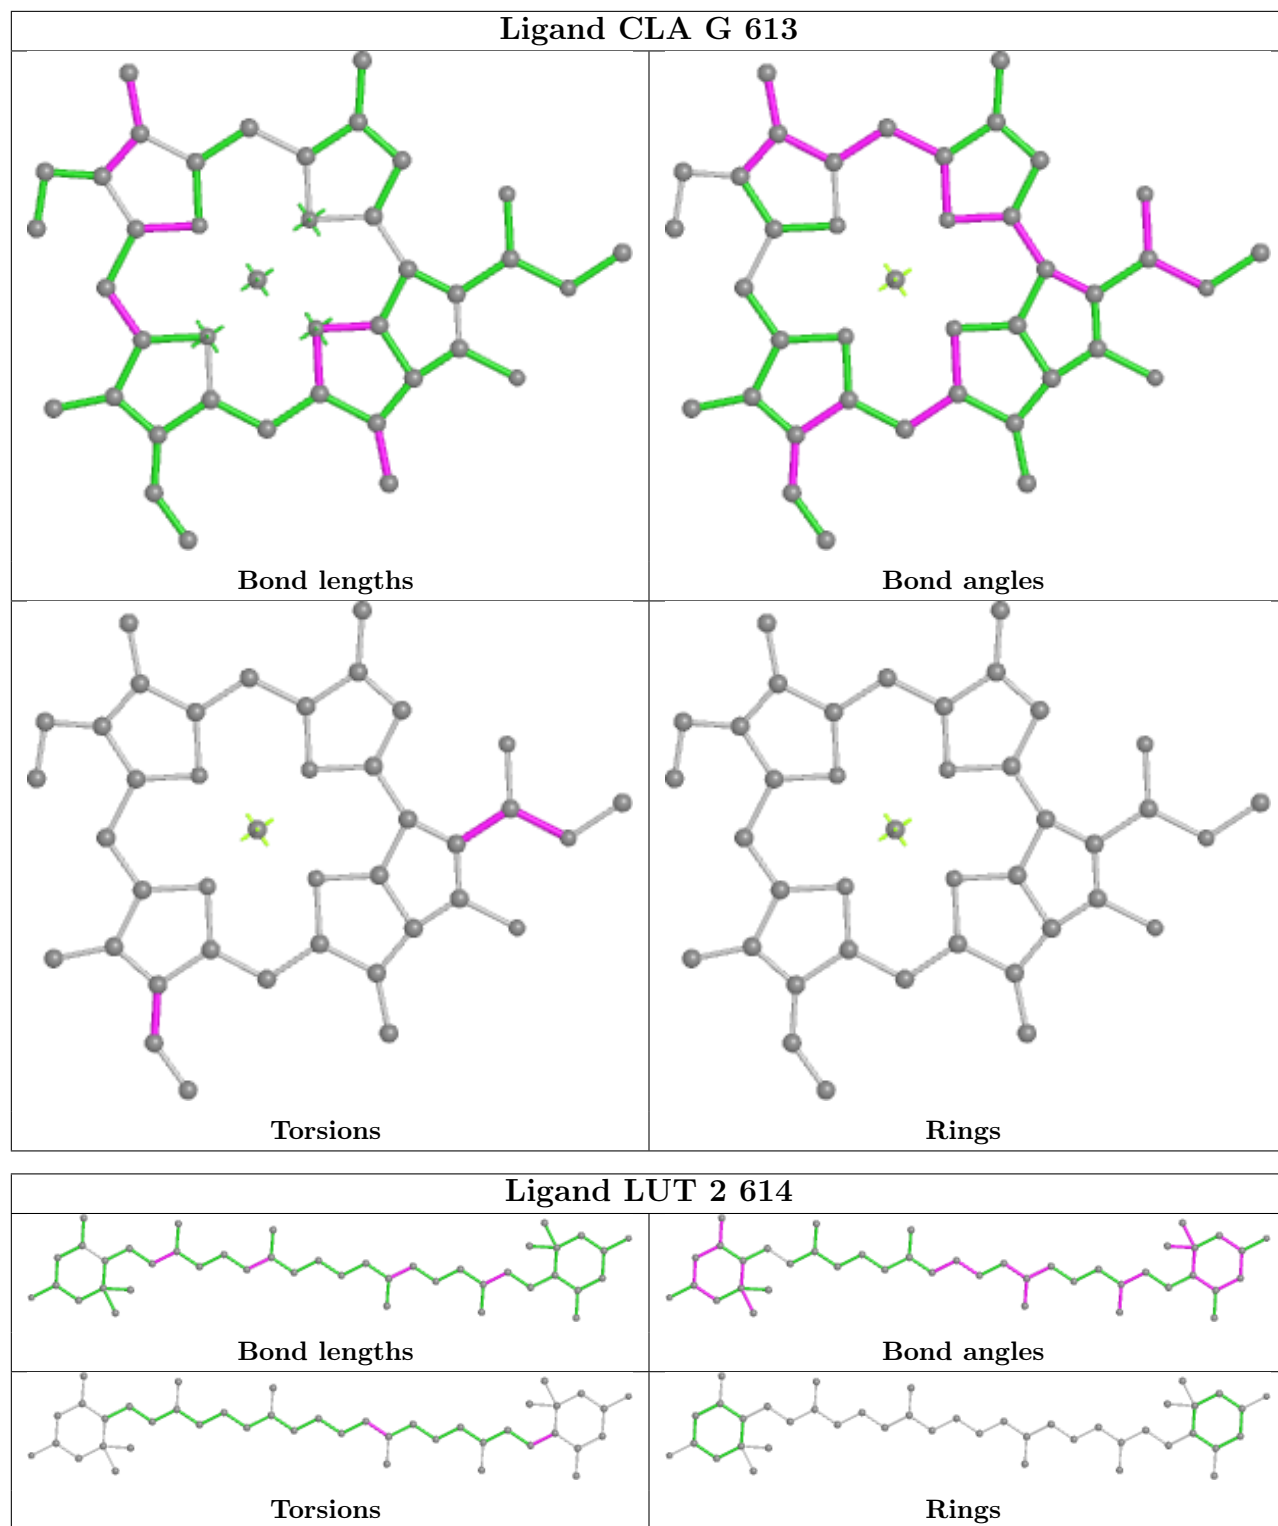 Ligand CLA G 613
Bond lengths
Bond angles
Torsions
Rings
Ligand LUT 2 614
Bond lengths
Bond angles
Torsions
Rings